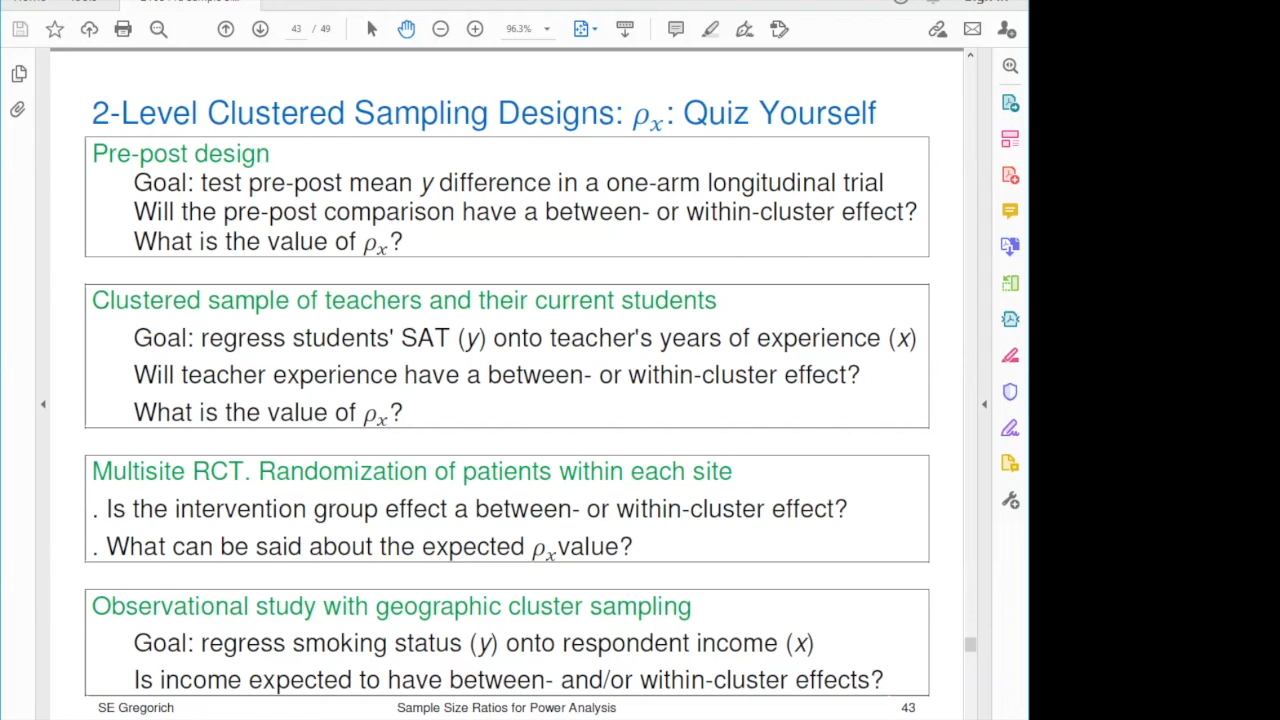 43 / 49
96.3%
2-Level Clustered Sampling Designs: ρx: Quiz Yourself
Pre-post design
Goal: test pre-post mean y difference in a one-arm longitudinal trial
Will the pre-post comparison have a between- or within-cluster effect?
What is the value of ρx?
Clustered sample of teachers and their current students
Goal: regress students' SAT (y) onto teacher's years of experience (x)
Will teacher experience have a between- or within-cluster effect?
What is the value of ρx?
Multisite RCT. Randomization of patients within each site
. Is the intervention group effect a between- or within-cluster effect?
. What can be said about the expected ρx value?
Observational study with geographic cluster sampling
Goal: regress smoking status (y) onto respondent income (x)
Is income expected to have between- and/or within-cluster effects?
SE Gregorich Sample Size Ratios for Power Analysis 43